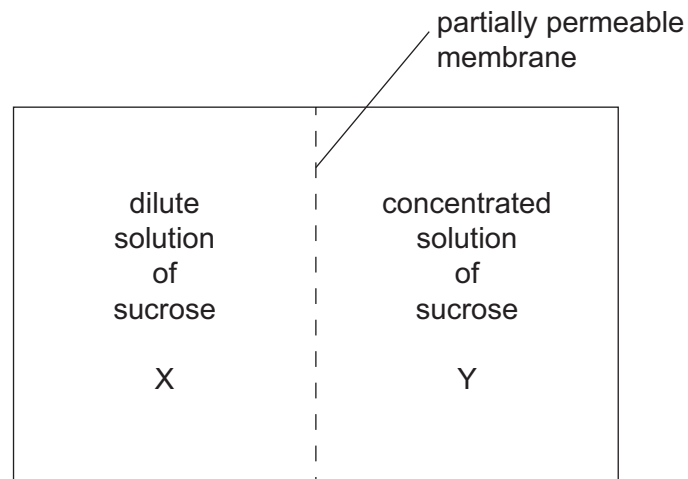 partially permeable
membrane
dilute
solution
of
sucrose
X
concentrated
solution
of
sucrose
Y